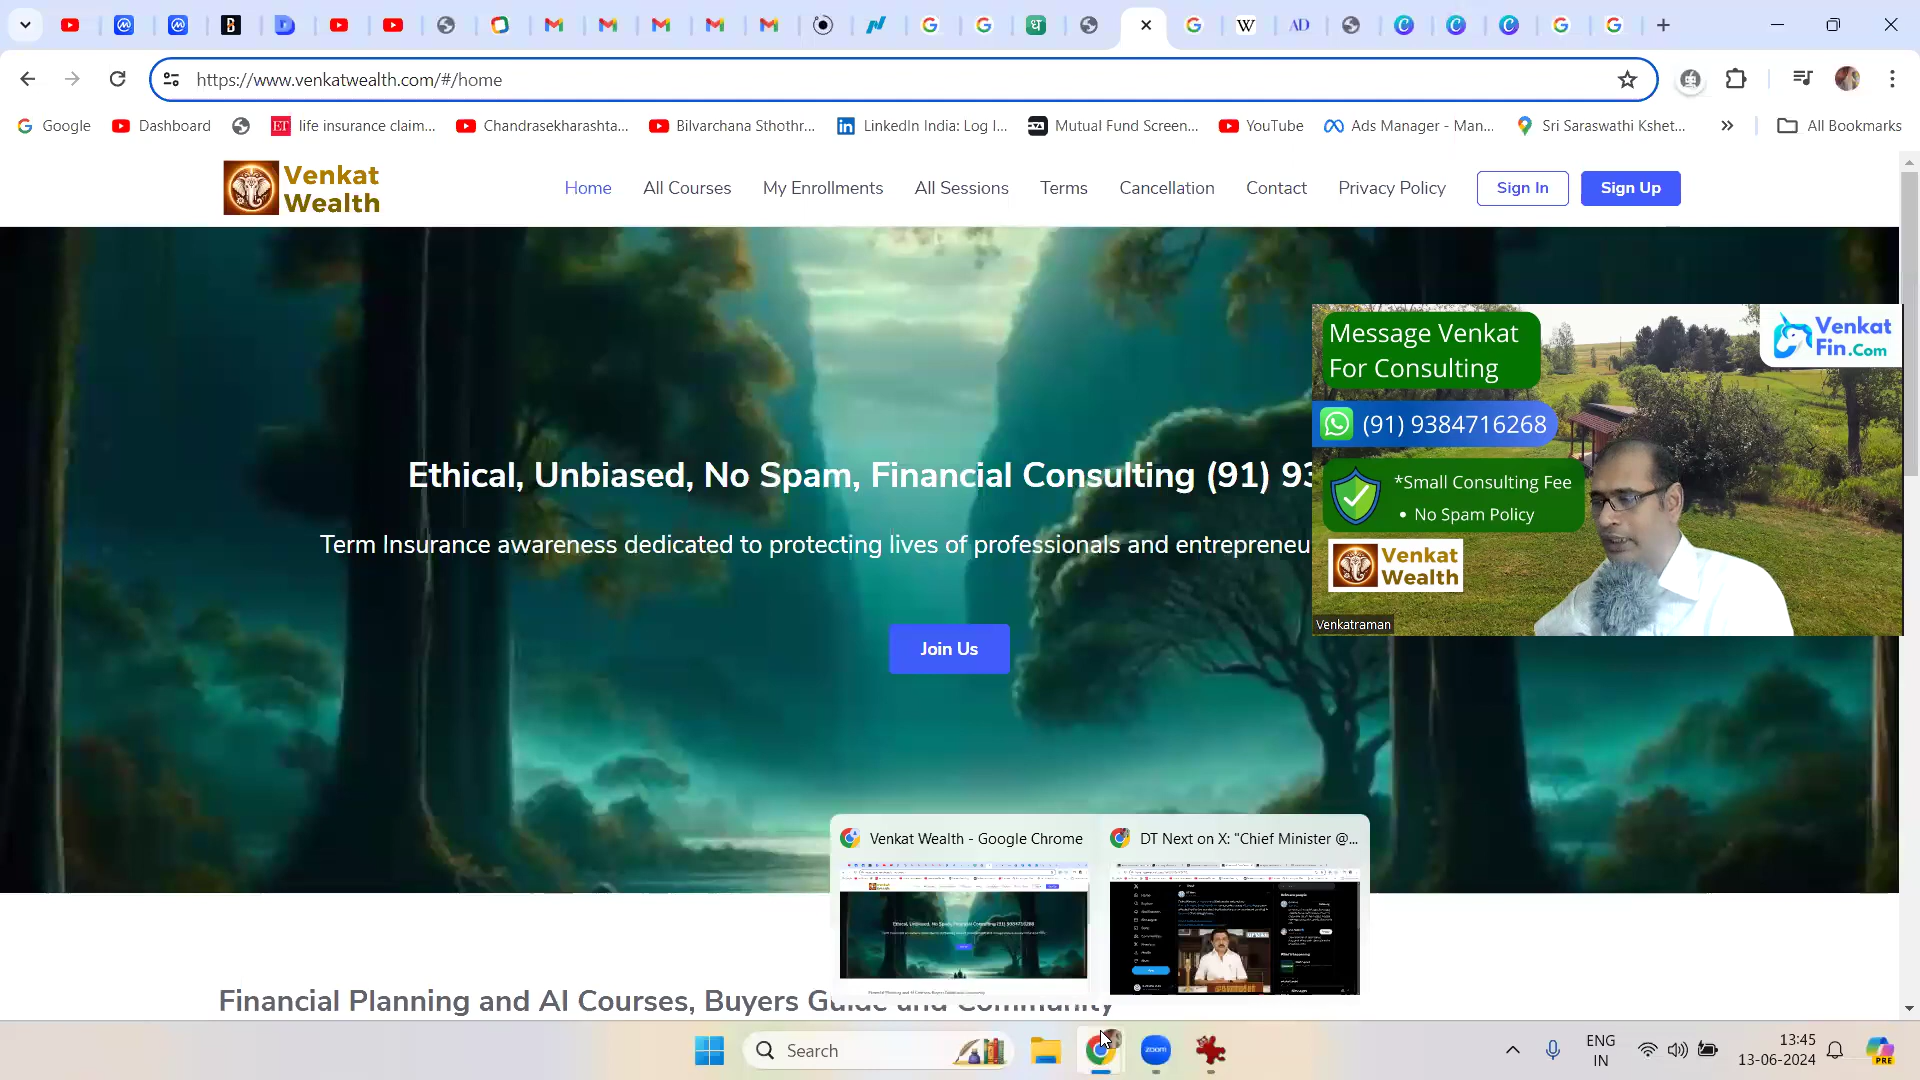 https://www.venkatwealth.com/#/home
Google
Dashboard
life insurance claim...
Chandrasekharashta...
Bilvarchana Sthothr...
LinkedIn India: Log I...
Mutual Fund Screen...
YouTube
Ads Manager - Man...
Sri Saraswathi Kshet...
All Bookmarks
Venkat
Wealth
Home
All Courses
My Enrollments
All Sessions
Terms
Cancellation
Contact
Privacy Policy
Sign In
Sign Up
Message Venkat
For Consulting
Venkat
Fin.Com
(91) 9384716268
*Small Consulting Fee
• No Spam Policy
Venkat
Wealth
Venkatraman
Ethical, Unbiased, No Spam, Financial Consulting (91) 93
Term Insurance awareness dedicated to protecting lives of professionals and entrepreneu
Join Us
Venkat Wealth - Google Chrome
DT Next on X: "Chief Minister @...
Financial Planning and AI Courses, Buyers Guide and Community
Search
zoom
ENG
IN
13:45
13-06-2024
PRE